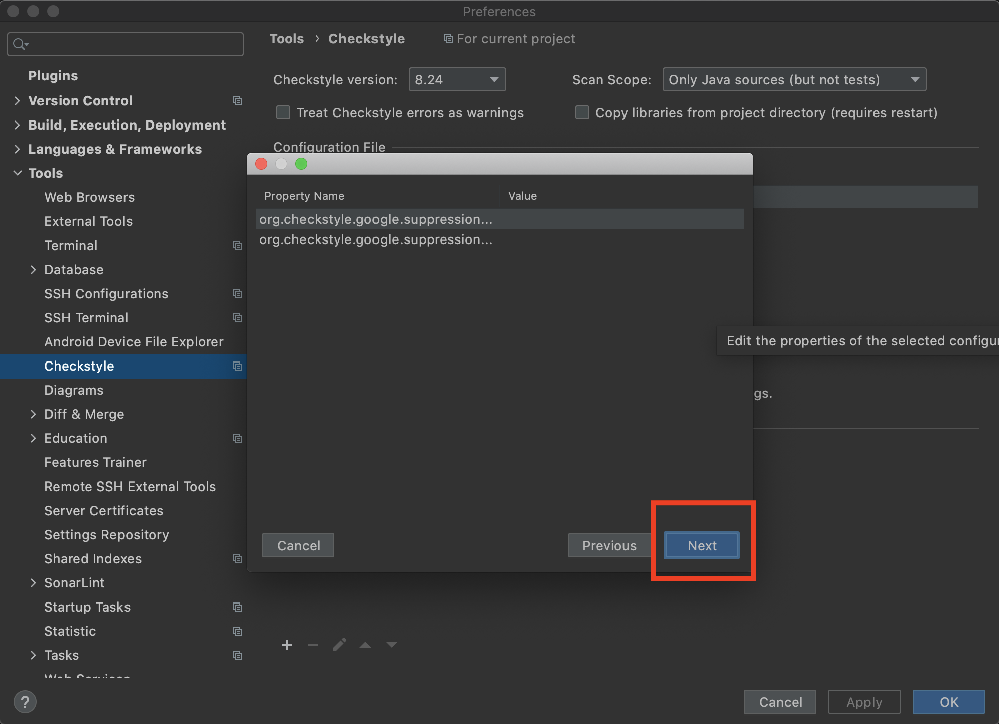 Preferences
Tools › Checkstyle For current project
Plugins
Version Control
Build, Execution, Deployment
Languages & Frameworks
Tools
Web Browsers
External Tools
Terminal
Database
SSH Configurations
SSH Terminal
Android Device File Explorer
Checkstyle
Diagrams
Diff & Merge
Education
Features Trainer
Remote SSH External Tools
Server Certificates
Settings Repository
Shared Indexes
SonarLint
Startup Tasks
Statistic
Tasks
Web Services
Checkstyle version: 8.24
Scan Scope: Only Java sources (but not tests)
Treat Checkstyle errors as warnings
Copy libraries from project directory (requires restart)
Configuration File
Property Name Value
org.checkstyle.google.suppression...
org.checkstyle.google.suppression...
Edit the properties of the selected configu
gs.
Cancel Previous Next
?
Cancel Apply OK